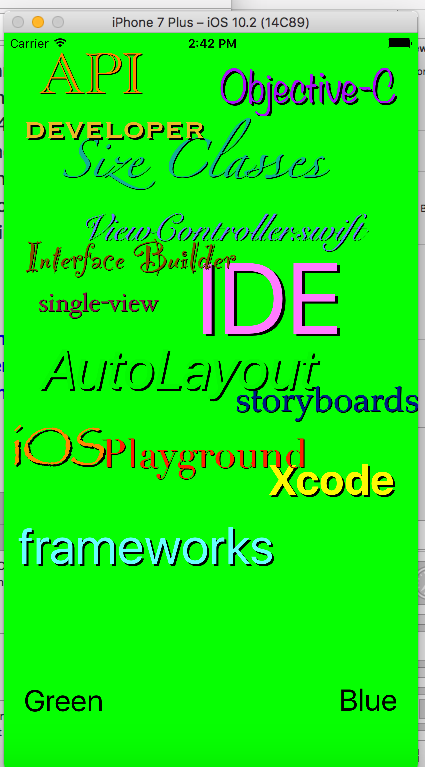 iPhone 7 Plus – iOS 10.2 (14C89)
Carrier 2:42 PM
API
Objective-C
DEVELOPER
Size Classes
ViewController.swift
Interface Builder
IDE
single-view
AutoLayout
storyboards
iOS
Playground
Xcode
frameworks
Green Blue